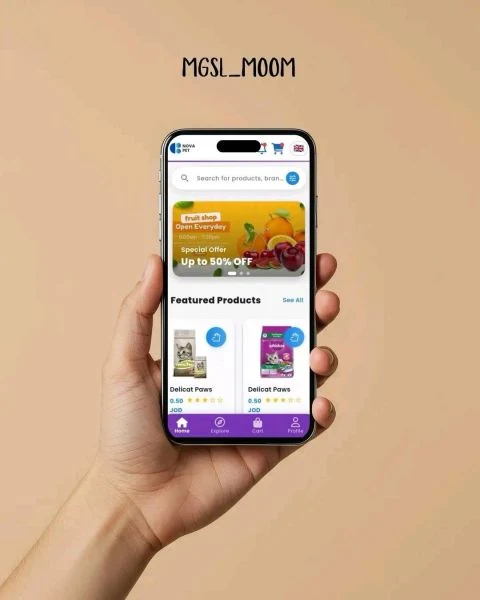 MGSL_MOOM
NOVA
PET
Search for products, bran...
fruit shop
Open Everyday
Special Offer
Up to 50% OFF
Featured Products
See All
whiskas
Delicat Paws
Delicat Paws
0.50
JOD
0.50
JOD
Home
Explore
Cart
Profile